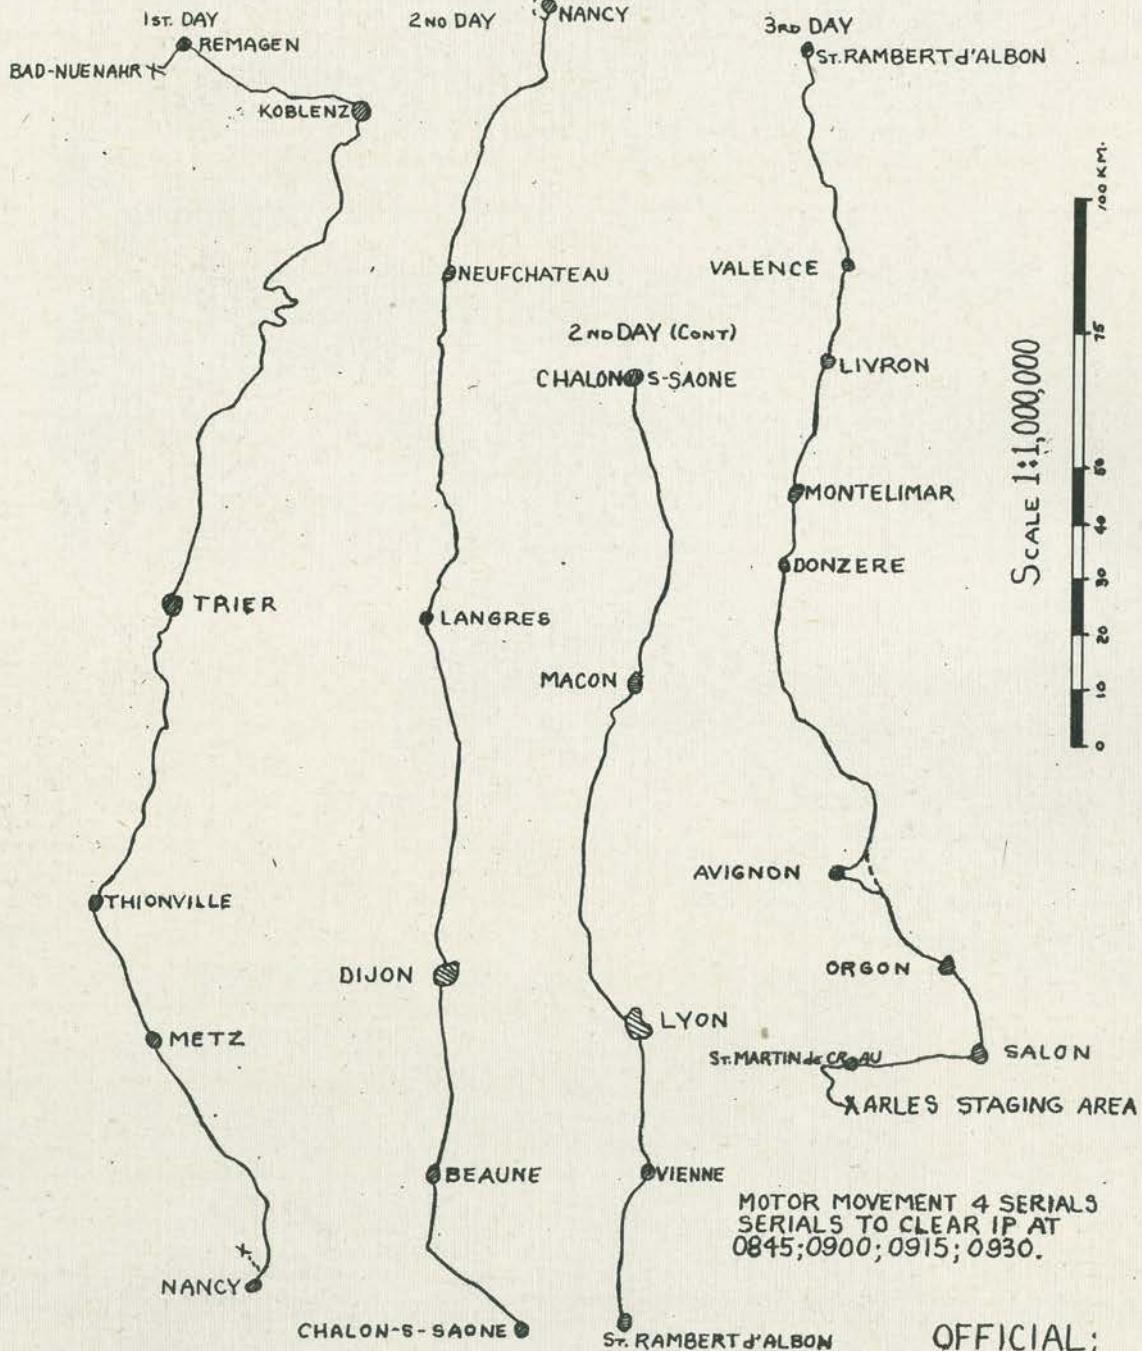 1ST. DAY
REMAGEN
BAD-NUENAHR
KOBLENZ
TRIER
THIONVILLE
METZ
NANCY
2ND DAY
NANCY
NEUFCHATEAU
LANGRES
DIJON
BEAUNE
CHALON-S-SAONE
2ND DAY (CONT)
CHALON S-SAONE
MACON
LYON
VIENNE
ST. RAMBERT d'ALBON
3RD DAY
ST. RAMBERT d'ALBON
VALENCE
LIVRON
MONTELIMAR
DONZERE
AVIGNON
ORGON
SALON
ST. MARTIN de CRAU
ARLES STAGING AREA
SCALE 1:1,000,000
100 KM.
75
50
40
30
20
10
0
MOTOR MOVEMENT 4 SERIALS
SERIALS TO CLEAR IP AT
0845; 0900; 0915; 0930.
OFFICIAL: